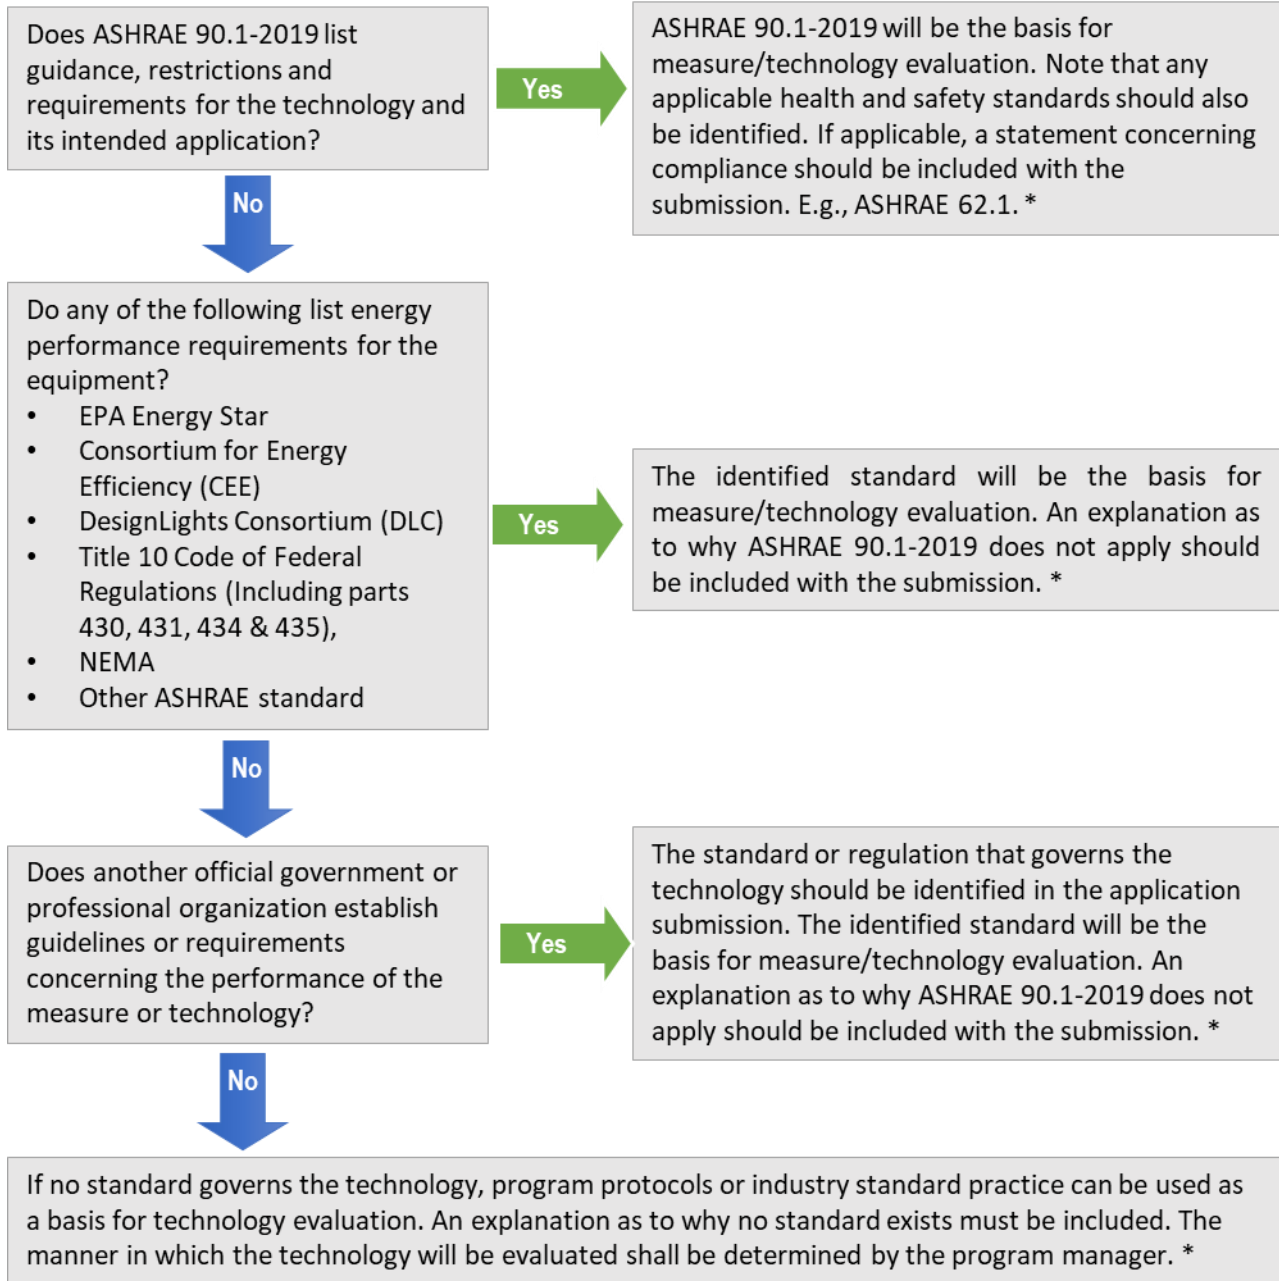 Does ASHRAE 90.1-2019 list
guidance, restrictions and
requirements for the technology and
its intended application?
Yes
ASHRAE 90.1-2019 will be the basis for
measure/technology evaluation. Note that any
applicable health and safety standards should also
be identified. If applicable, a statement concerning
compliance should be included with the
submission. E.g., ASHRAE 62.1. *
No
Do any of the following list energy
performance requirements for the
equipment?
• EPA Energy Star
• Consortium for Energy
Efficiency (CEE)
• DesignLights Consortium (DLC)
• Title 10 Code of Federal
Regulations (Including parts
430, 431, 434 & 435),
• NEMA
• Other ASHRAE standard
Yes
The identified standard will be the basis for
measure/technology evaluation. An explanation as
to why ASHRAE 90.1-2019 does not apply should
be included with the submission. *
No
Does another official government or
professional organization establish
guidelines or requirements
concerning the performance of the
measure or technology?
Yes
The standard or regulation that governs the
technology should be identified in the application
submission. The identified standard will be the
basis for measure/technology evaluation. An
explanation as to why ASHRAE 90.1-2019 does not
apply should be included with the submission. *
No
If no standard governs the technology, program protocols or industry standard practice can be used as
a basis for technology evaluation. An explanation as to why no standard exists must be included. The
manner in which the technology will be evaluated shall be determined by the program manager. *